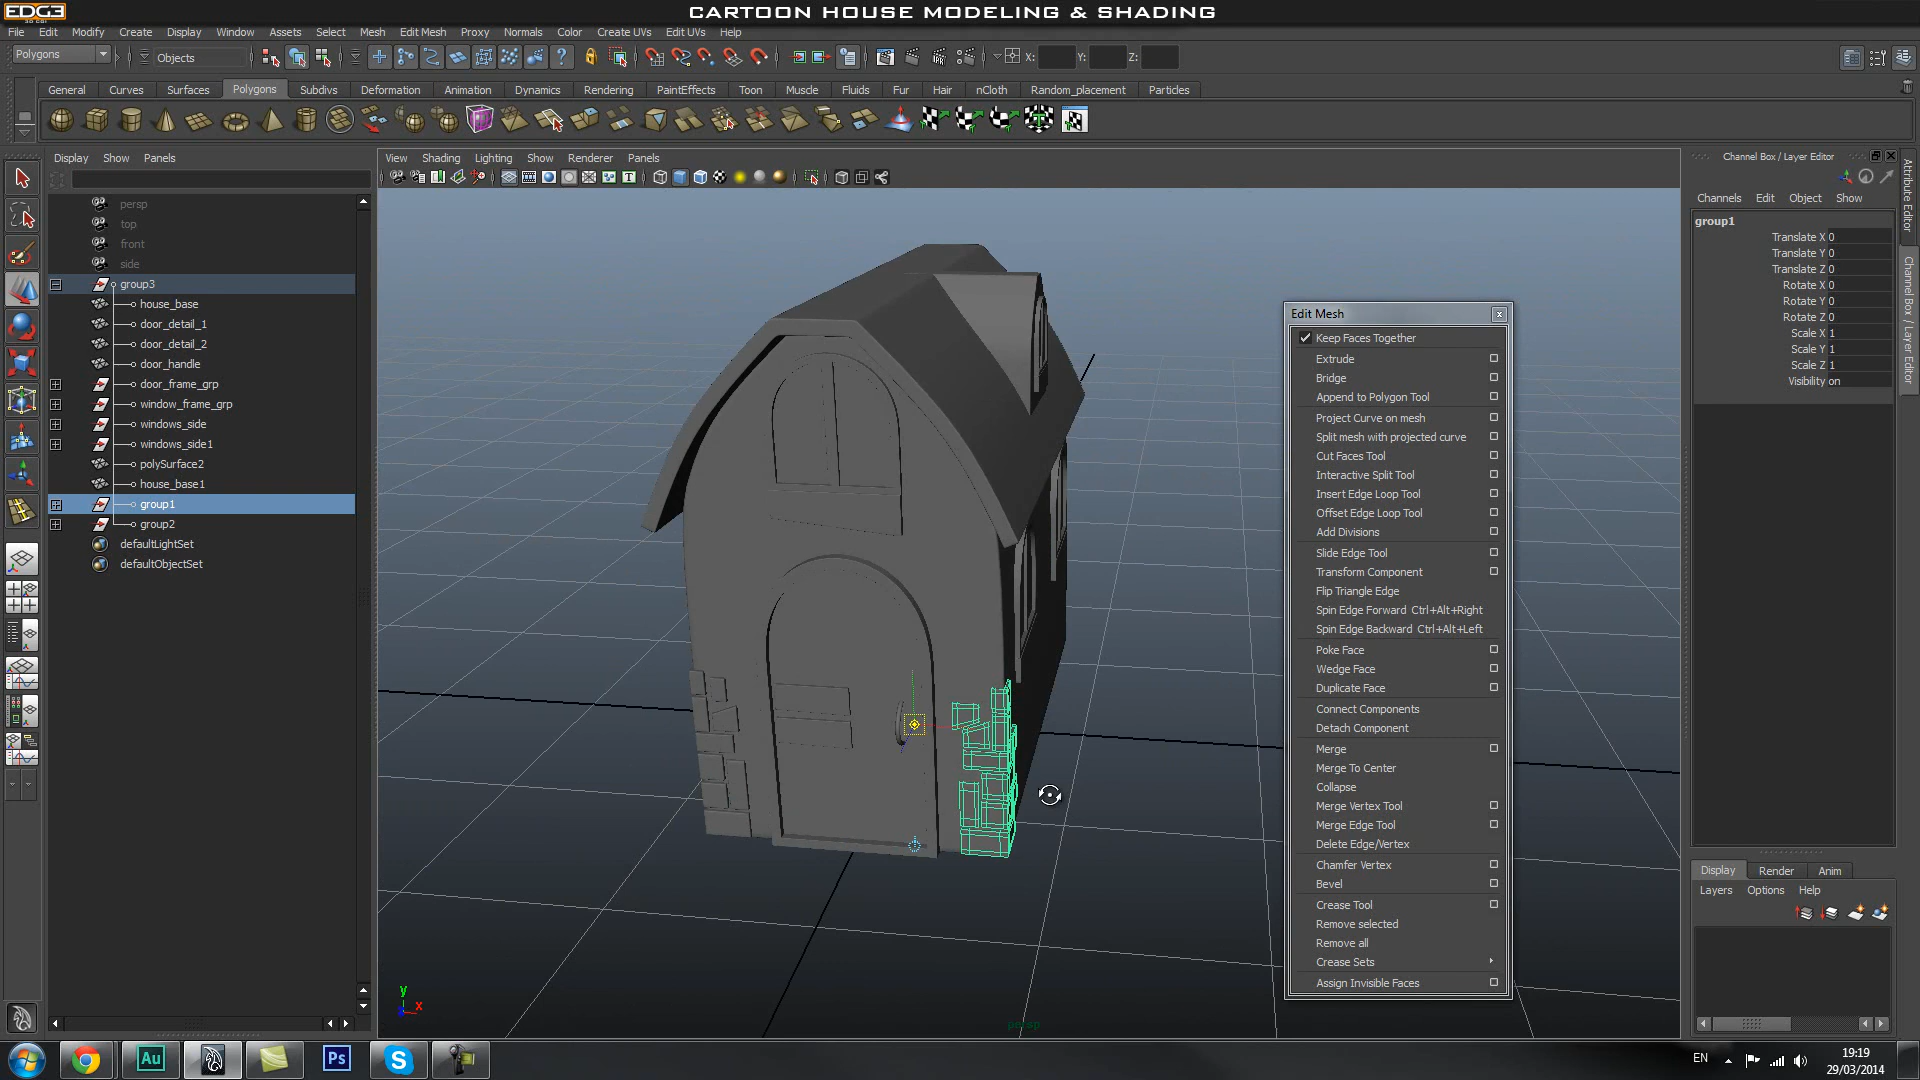 EDG3
CARTOON HOUSE MODELING & SHADING
File Edit Modify Create Display Window Assets Select Mesh Edit Mesh Proxy Normals Color Create UVs Edit UVs Help
Polygons Objects X: Y: Z:
General Curves Surfaces Polygons Subdivs Deformation Animation Dynamics Rendering PaintEffects Toon Muscle Fluids Fur Hair nCloth Random_placement Particles
Display Show Panels
View Shading Lighting Show Renderer Panels
Channel Box / Layer Editor
persp
top
front
side
group3
house_base
door_detail_1
door_detail_2
door_handle
door_frame_grp
window_frame_grp
windows_side
windows_side1
polySurface2
house_base1
group1
group2
defaultLightSet
defaultObjectSet
Edit Mesh
Keep Faces Together
Extrude
Bridge
Append to Polygon Tool
Project Curve on mesh
Split mesh with projected curve
Cut Faces Tool
Interactive Split Tool
Insert Edge Loop Tool
Offset Edge Loop Tool
Add Divisions
Slide Edge Tool
Transform Component
Flip Triangle Edge
Spin Edge Forward Ctrl+Alt+Right
Spin Edge Backward Ctrl+Alt+Left
Poke Face
Wedge Face
Duplicate Face
Connect Components
Detach Component
Merge
Merge To Center
Collapse
Merge Vertex Tool
Merge Edge Tool
Delete Edge/Vertex
Chamfer Vertex
Bevel
Crease Tool
Remove selected
Remove all
Crease Sets
Assign Invisible Faces
Channels Edit Object Show
group1
Translate X 0
Translate Y 0
Translate Z 0
Rotate X 0
Rotate Y 0
Rotate Z 0
Scale X 1
Scale Y 1
Scale Z 1
Visibility on
Attribute Editor
Channel Box / Layer Editor
Display Render Anim
Layers Options Help
y
x
persp
Au
Ps
EN
19:19
29/03/2014